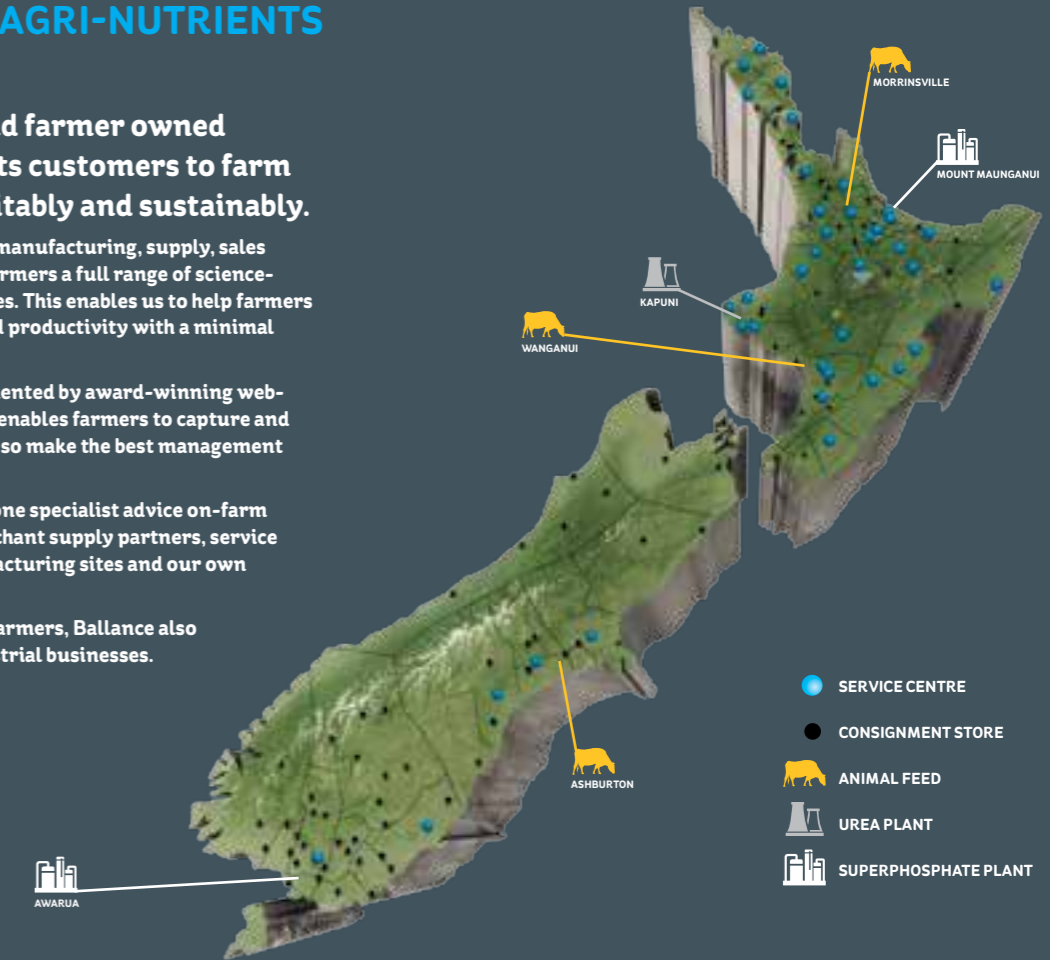 AGRI-NUTRIENTS
d farmer owned
ts customers to farm
itably and sustainably.
manufacturing, supply, sales
rmers a full range of science-
es. This enables us to help farmers
l productivity with a minimal
ented by award-winning web-
enables farmers to capture and
so make the best management
one specialist advice on-farm
chant supply partners, service
acturing sites and our own
armers, Ballance also
strial businesses.
MORRINSVILLE
MOUNT MAUNGANUI
KAPUNI
WANGANUI
ASHBURTON
AWARUA
SERVICE CENTRE
CONSIGNMENT STORE
ANIMAL FEED
UREA PLANT
SUPERPHOSPHATE PLANT